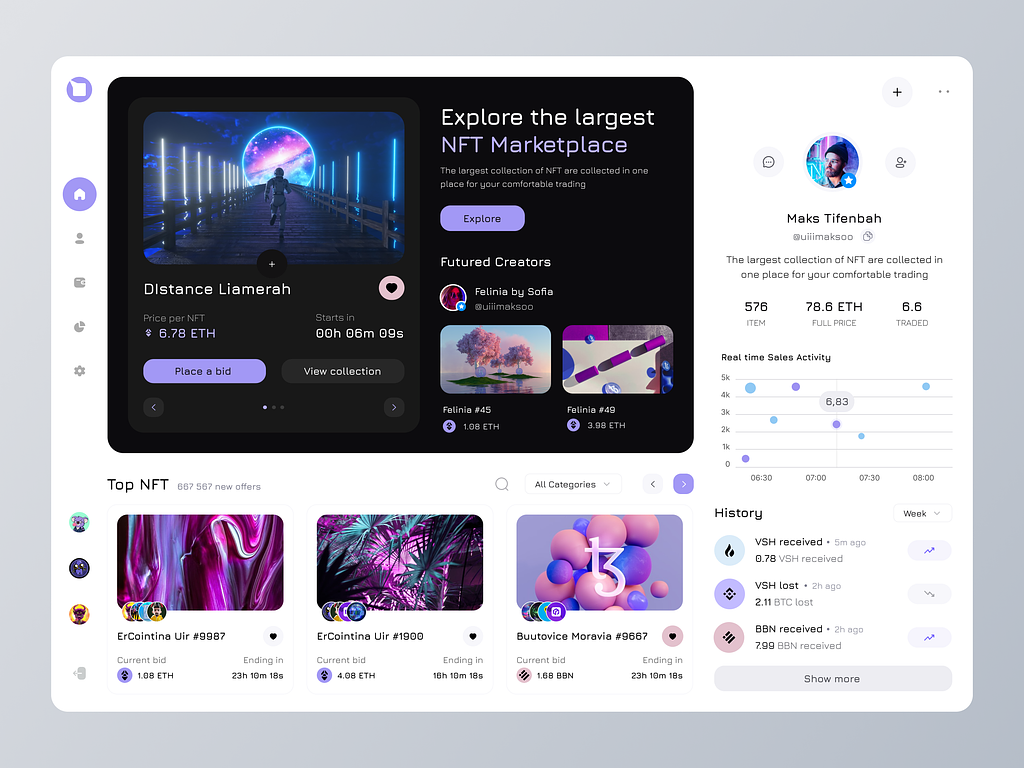 Explore the largest
NFT Marketplace
The largest collection of NFT are collected in one
place for your comfortable trading
Explore
DIstance Liamerah
Price per NFT
6.78 ETH
Starts in
00h 06m 09s
Place a bid
View collection
Futured Creators
Felinia by Sofia
@uiiimaksoo
Felinia #45
1.08 ETH
Felinia #49
3.98 ETH
Maks Tifenbah
@uiiimaksoo
The largest collection of NFT are collected in
one place for your comfortable trading
576
ITEM
78.6 ETH
FULL PRICE
6.6
TRADED
Real time Sales Activity
5k
4k
3k
2k
1k
0
6,83
06:30
07:00
07:30
08:00
Top NFT
667 567 new offers
All Categories
ErCointina Uir #9987
Current bid
1.08 ETH
Ending in
23h 10m 18s
ErCointina Uir #1900
Current bid
4.08 ETH
Ending in
16h 10m 18s
Buutovice Moravia #9667
Current bid
1.68 BBN
Ending in
23h 10m 18s
History
Week
VSH received • 5m ago
0.78 VSH received
VSH lost • 2h ago
2.11 BTC lost
BBN received • 2h ago
7.99 BBN received
Show more